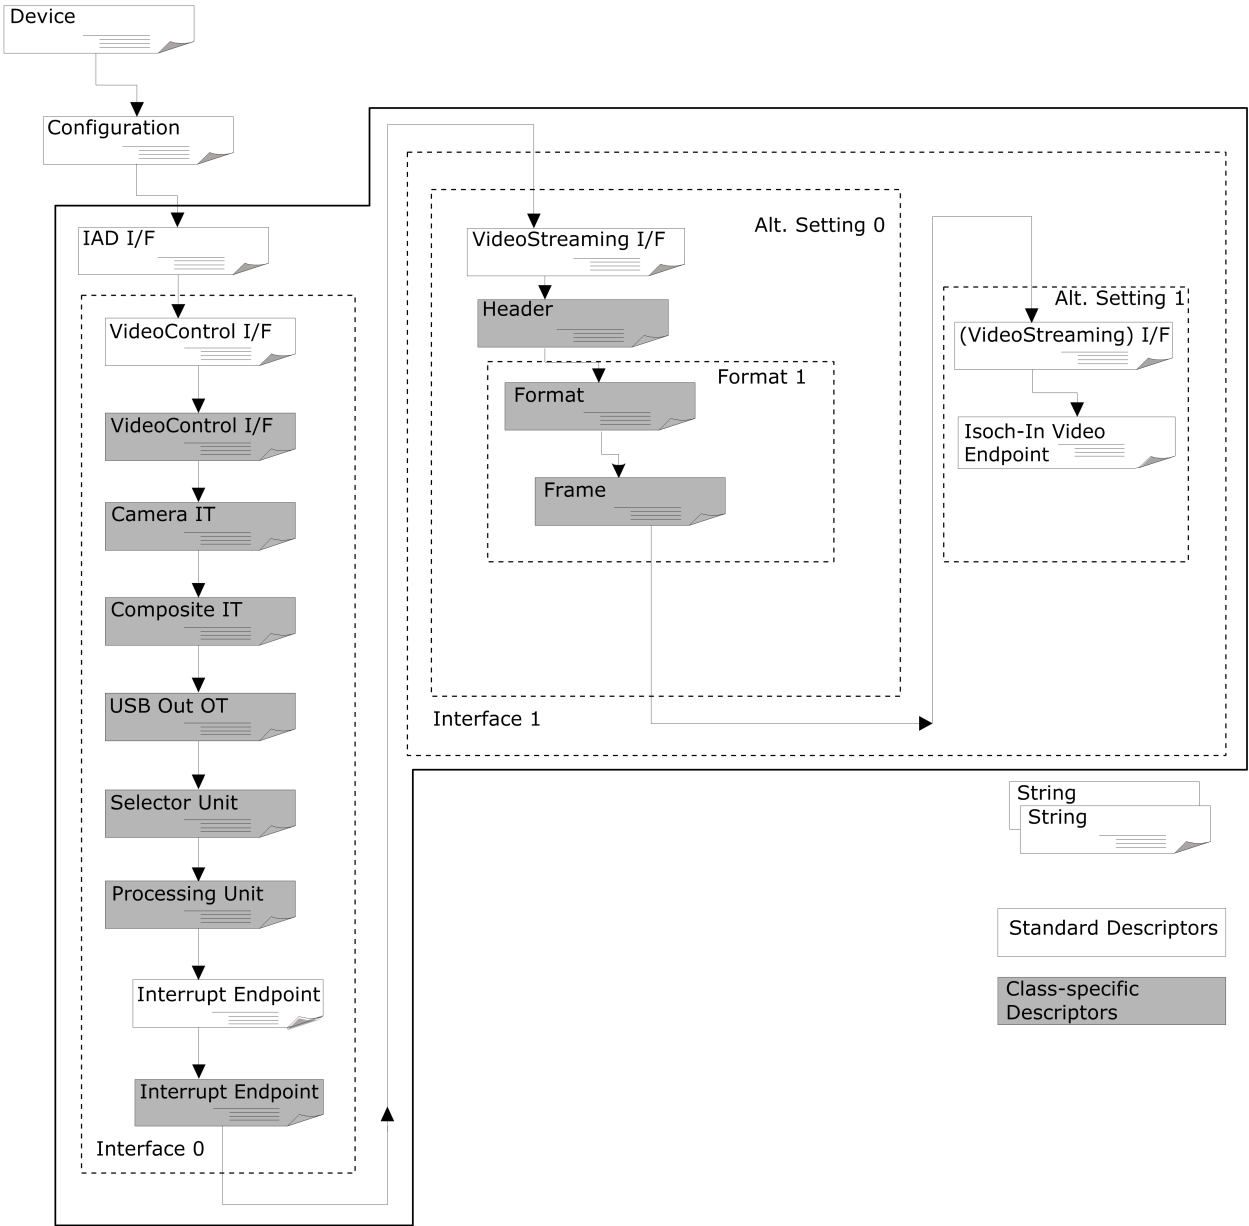 Device
Configuration
IAD I/F
VideoControl I/F
VideoControl I/F
Camera IT
Composite IT
USB Out OT
Selector Unit
Processing Unit
Interrupt Endpoint
Interrupt Endpoint
Interface 0
Alt. Setting 0
VideoStreaming I/F
Header
Format 1
Format
Frame
Interface 1
Alt. Setting 1
(VideoStreaming) I/F
Isoch-In Video
Endpoint
String
String
Standard Descriptors
Class-specific
Descriptors